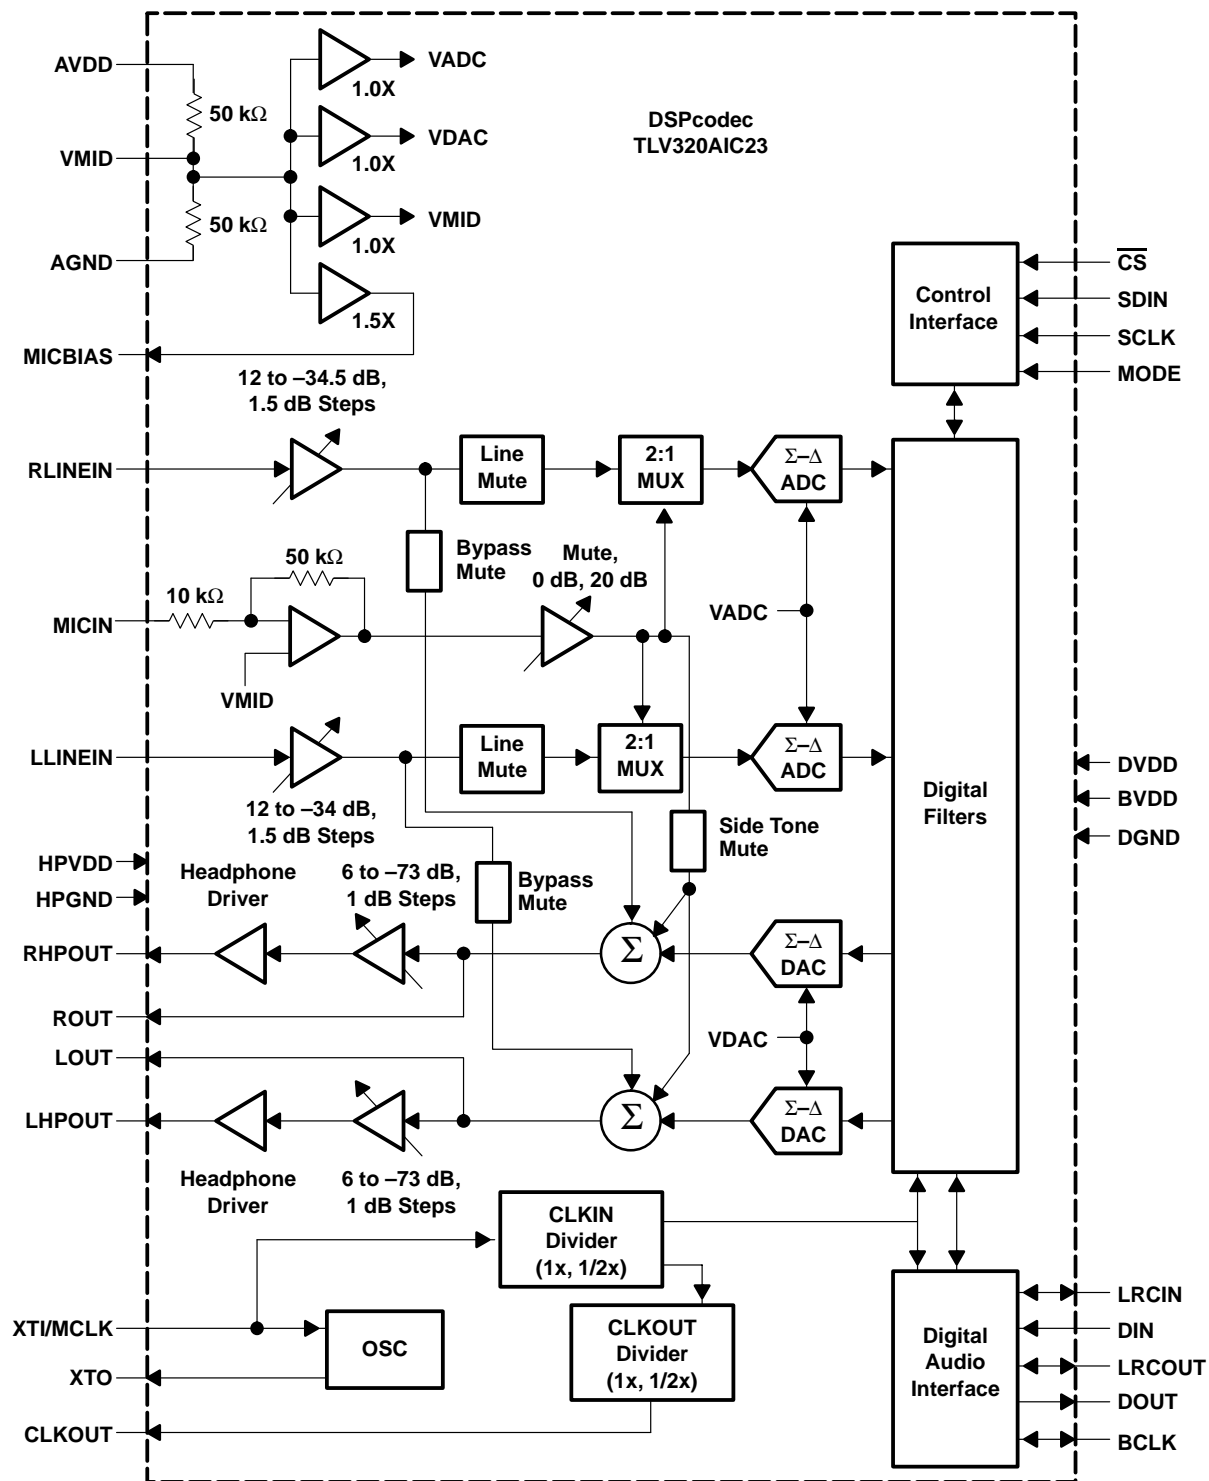 AVDD
50 kΩ
VMID
50 kΩ
AGND
1.0X
VADC
1.0X
VDAC
1.0X
VMID
1.5X
MICBIAS
DSPcodec
TLV320AIC23
Control
Interface
CS
SDIN
SCLK
MODE
12 to –34.5 dB,
1.5 dB Steps
RLINEIN
Line
Mute
2:1
MUX
Σ–Δ
ADC
Bypass
Mute
50 kΩ
10 kΩ
MICIN
VMID
Mute,
0 dB, 20 dB
VADC
LLINEIN
12 to –34 dB,
1.5 dB Steps
Line
Mute
2:1
MUX
Σ–Δ
ADC
Digital
Filters
DVDD
BVDD
DGND
Side Tone
Mute
Bypass
Mute
HPVDD
HPGND
Headphone
Driver
6 to –73 dB,
1 dB Steps
RHPOUT
Σ
Σ–Δ
DAC
ROUT
LOUT
VDAC
LHPOUT
Σ
Σ–Δ
DAC
Headphone
Driver
6 to –73 dB,
1 dB Steps
CLKIN
Divider
(1x, 1/2x)
XTI/MCLK
OSC
XTO
CLKOUT
Divider
(1x, 1/2x)
CLKOUT
Digital
Audio
Interface
LRCIN
DIN
LRCOUT
DOUT
BCLK